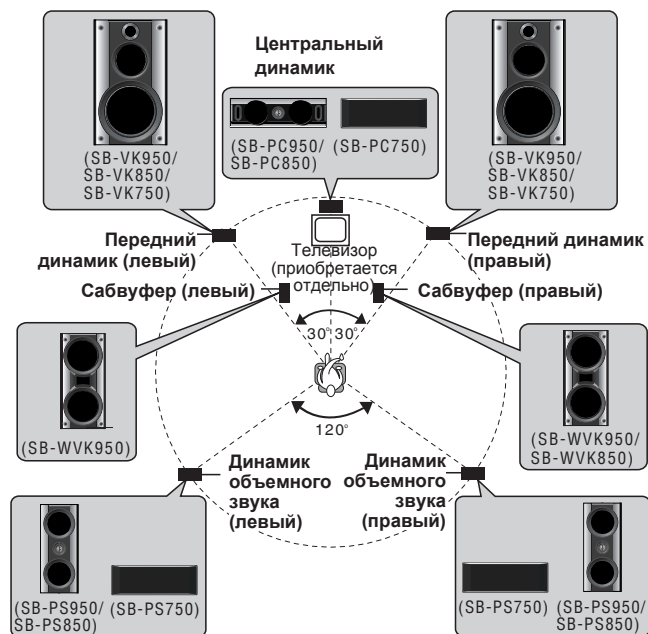 Центральный
динамик
(SB-PC950/
SB-PC850)
(SB-PC750)
(SB-VK950/
SB-VK850/
SB-VK750)
(SB-VK950/
SB-VK850/
SB-VK750)
Передний
динамик (левый)
Телевизор
(приобретается
отдельно)
Передний динамик
(правый)
Сабвуфер (левый)
Сабвуфер (правый)
30° 30°
120°
(SB-WVK950)
(SB-WVK950/
SB-WVK850)
Динамик
объемного
звука
(левый)
Динамик
объемного
звука
(правый)
(SB-PS950/
SB-PS850)
(SB-PS750)
(SB-PS750)
(SB-PS950/
SB-PS850)